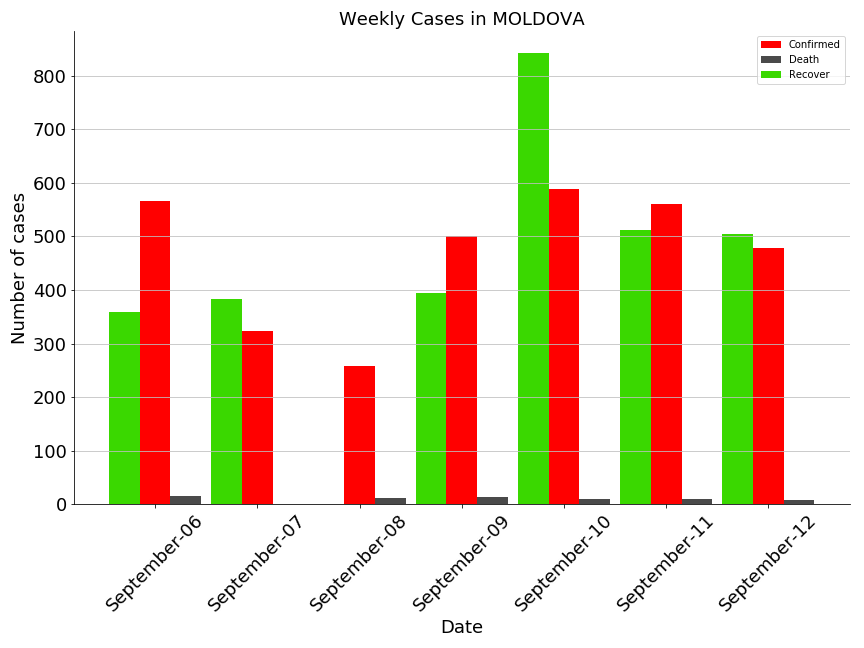 Weekly Cases in MOLDOVA
Confirmed
Death
Recover
Number of cases
800
700
600
500
400
300
200
100
0
September-06
September-07
September-08
September-09
September-10
September-11
September-12
Date